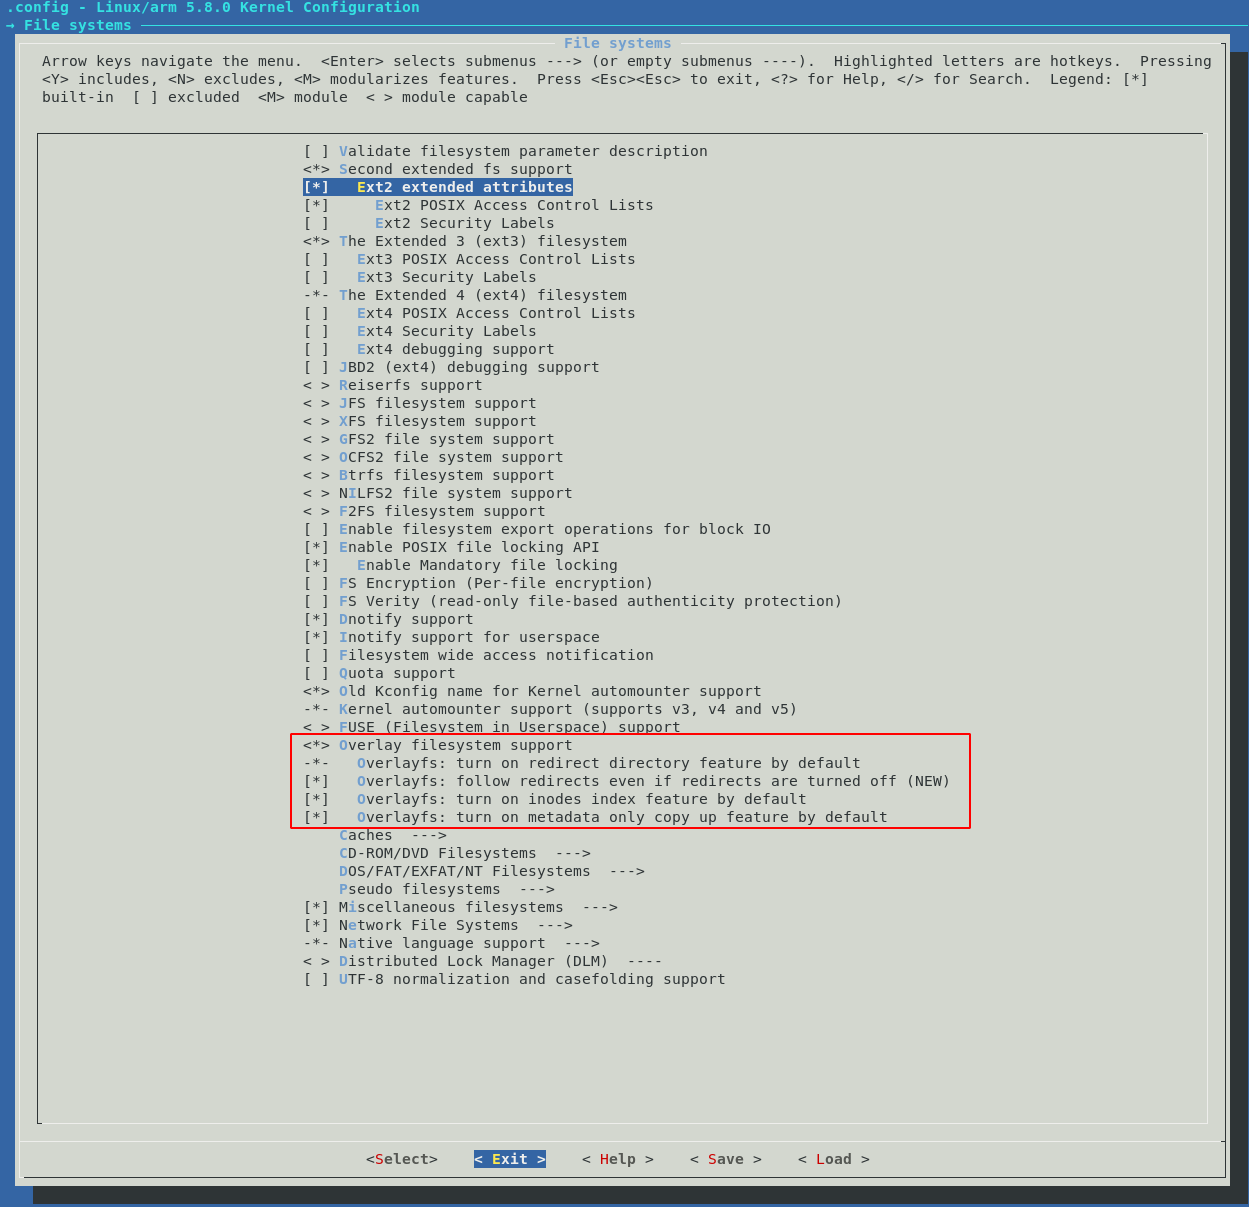 .config - Linux/arm 5.8.0 Kernel Configuration
→ File systems
File systems
Arrow keys navigate the menu.  <Enter> selects submenus ---> (or empty submenus ----).  Highlighted letters are hotkeys.  Pressing
<Y> includes, <N> excludes, <M> modularizes features.  Press <Esc><Esc> to exit, <?> for Help, </> for Search.  Legend: [*]
built-in  [ ] excluded  <M> module  < > module capable
[ ] Validate filesystem parameter description
<*> Second extended fs support
[*]   Ext2 extended attributes
[*]     Ext2 POSIX Access Control Lists
[ ]     Ext2 Security Labels
<*> The Extended 3 (ext3) filesystem
[ ]   Ext3 POSIX Access Control Lists
[ ]   Ext3 Security Labels
-*- The Extended 4 (ext4) filesystem
[ ]   Ext4 POSIX Access Control Lists
[ ]   Ext4 Security Labels
[ ]   Ext4 debugging support
[ ] JBD2 (ext4) debugging support
< > Reiserfs support
< > JFS filesystem support
< > XFS filesystem support
< > GFS2 file system support
< > OCFS2 file system support
< > Btrfs filesystem support
< > NILFS2 file system support
< > F2FS filesystem support
[ ] Enable filesystem export operations for block IO
[*] Enable POSIX file locking API
[*]   Enable Mandatory file locking
[ ] FS Encryption (Per-file encryption)
[ ] FS Verity (read-only file-based authenticity protection)
[*] Dnotify support
[*] Inotify support for userspace
[ ] Filesystem wide access notification
[ ] Quota support
<*> Old Kconfig name for Kernel automounter support
-*- Kernel automounter support (supports v3, v4 and v5)
< > FUSE (Filesystem in Userspace) support
<*> Overlay filesystem support
-*-   Overlayfs: turn on redirect directory feature by default
[*]   Overlayfs: follow redirects even if redirects are turned off (NEW)
[*]   Overlayfs: turn on inodes index feature by default
[*]   Overlayfs: turn on metadata only copy up feature by default
Caches  --->
CD-ROM/DVD Filesystems  --->
DOS/FAT/EXFAT/NT Filesystems  --->
Pseudo filesystems  --->
[*] Miscellaneous filesystems  --->
[*] Network File Systems  --->
-*- Native language support  --->
< > Distributed Lock Manager (DLM)  ----
[ ] UTF-8 normalization and casefolding support
<Select>    < Exit >    < Help >    < Save >    < Load >